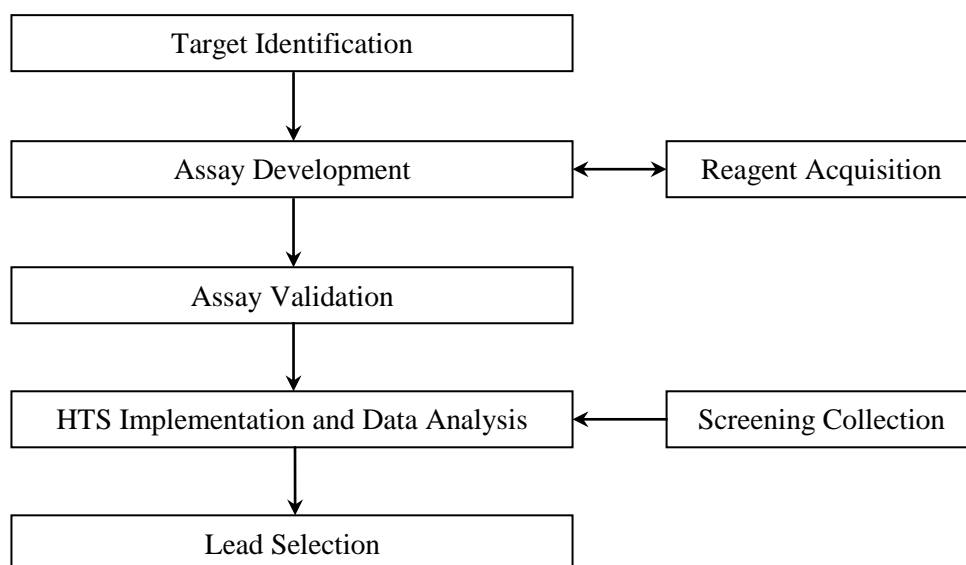 Target Identification
Assay Development
Reagent Acquisition
Assay Validation
HTS Implementation and Data Analysis
Screening Collection
Lead Selection